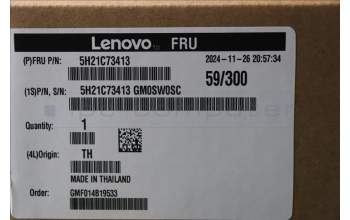 Lenovo FRU
(P)FRU P/N: 5H21C73413 2024-11-26 20:57:34
59/300
(1S)P/N, S/N: 5H21C73413 GM0SW0SC
Quantity: 1
(4L)Origin: TH
MADE IN THAILAND
Order: GMF014819533